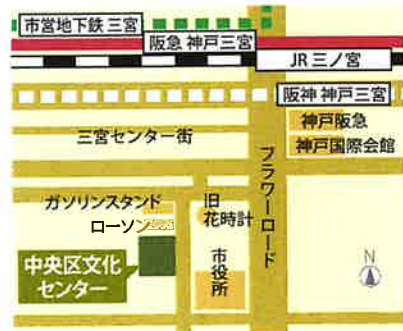 市営地下鉄 三宮
阪急 神戸三宮
JR 三ノ宮
阪神 神戸三宮
神戸阪急
神戸国際会館
三宮センター街
フラワーロード
ガソリンスタンド
ローソン
旧
花時計
市役所
中央区文化
センター
N